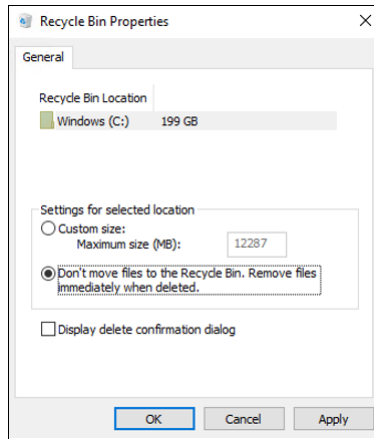 Recycle Bin Properties
General
Recycle Bin Location
Windows (C:) 199 GB
Settings for selected location
Custom size:
Maximum size (MB): 12287
Don't move files to the Recycle Bin. Remove files
immediately when deleted.
Display delete confirmation dialog
OK Cancel Apply